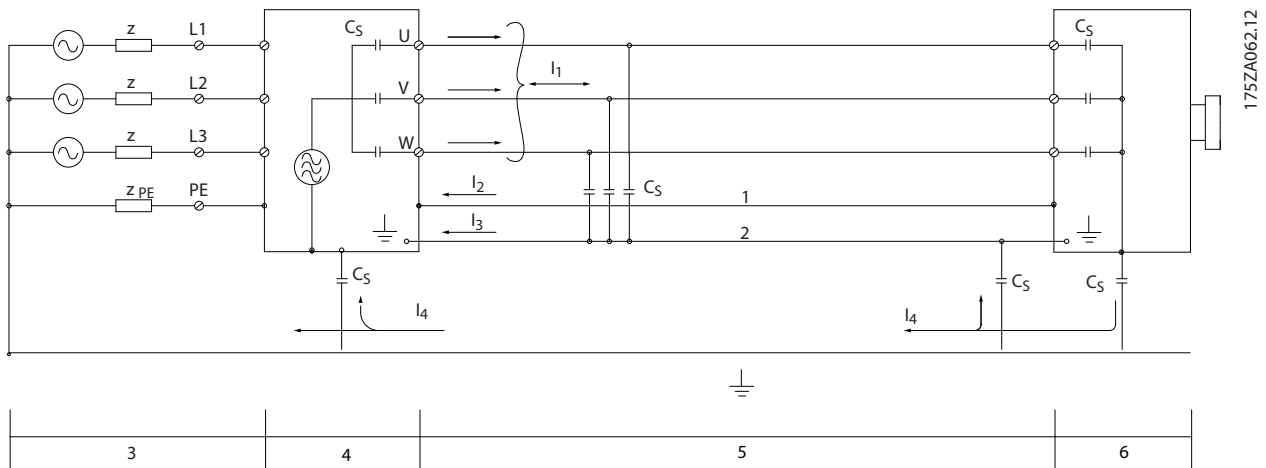 z L1 C_S U C_S
I_1
z L2 V
z L3 W
z_PE PE I_2 C_S 1
I_3 2
C_S C_S C_S
I_4 I_4
3 4 5 6
175ZA062.12